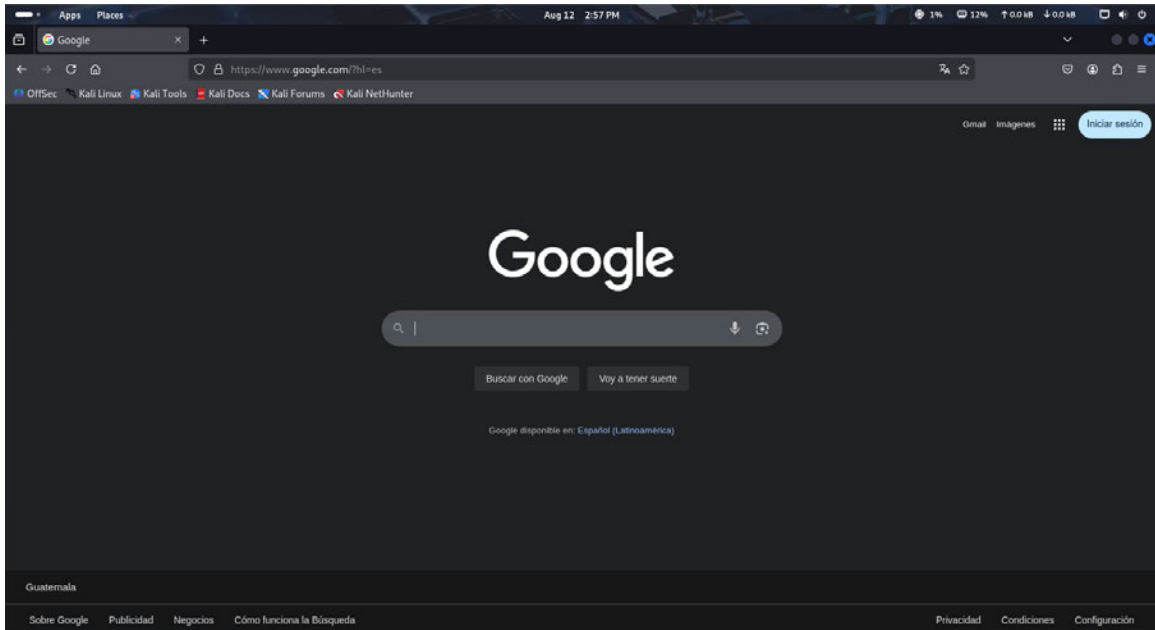 Apps Places Aug 12 2:57 PM 1% 12% ↑ 0.0 kB ↓ 0.0 kB
Google
https://www.google.com/?hl=es
OffSec Kali Linux Kali Tools Kali Docs Kali Forums Kali NetHunter
Gmail Imágenes Iniciar sesión
Google
Buscar con Google Voy a tener suerte
Google disponible en: Español (Latinoamérica)
Guatemala
Sobre Google Publicidad Negocios Cómo funciona la Búsqueda Privacidad Condiciones Configuración